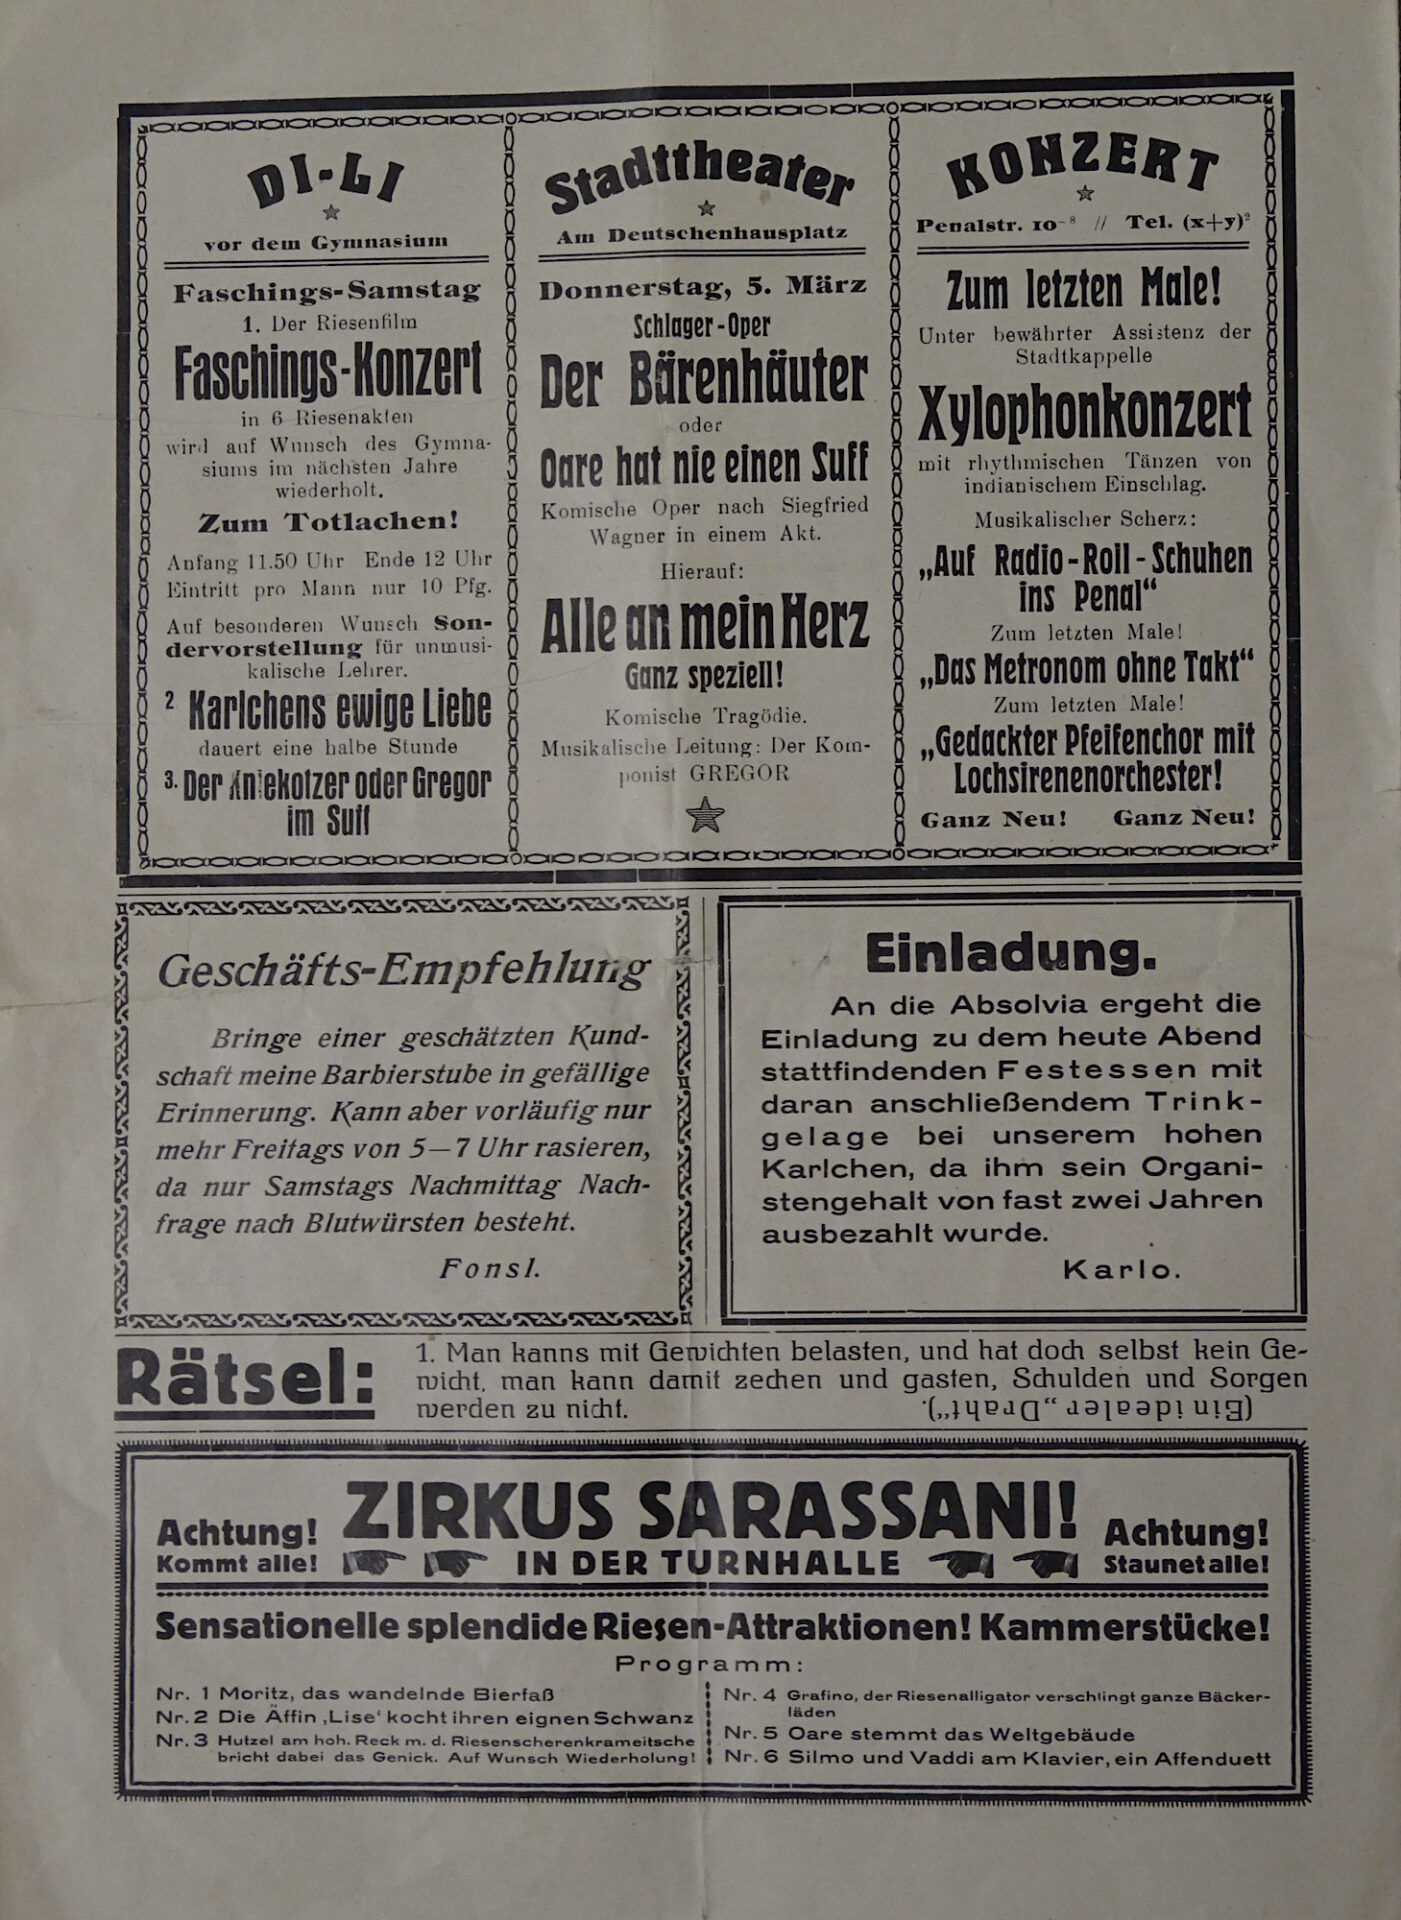 DI-LI
vor dem Gymnasium
Faschings-Samstag
1. Der Riesenfilm
Faschings-Konzert
in 6 Riesenakten
wird auf Wunsch des Gymna-
siums im nächsten Jahre
wiederholt.
Zum Totlachen!
Anfang 11.50 Uhr Ende 12 Uhr
Eintritt pro Mann nur 10 Pfg.
Auf besonderen Wunsch Son-
dervorstellung für unmusi-
kalische Lehrer.
2 Karlchens ewige Liebe
dauert eine halbe Stunde
3. Der Kniekotzer oder Gregor
im Suff
Stadttheater
Am Deutschenhausplatz
Donnerstag, 5. März
Schlager-Oper
Der Bärenhäuter
oder
Oare hat nie einen Suff
Komische Oper nach Siegfried
Wagner in einem Akt.
Hierauf:
Alle an mein Herz
Ganz speziell!
Komische Tragödie.
Musikalische Leitung: Der Kom-
ponist GREGOR
KONZERT
Penalstr. 10⁻⁸ // Tel. (x+y)²
Zum letzten Male!
Unter bewährter Assistenz der
Stadtkappelle
Xylophonkonzert
mit rhythmischen Tänzen von
indianischem Einschlag.
Musikalischer Scherz:
„Auf Radio-Roll-Schuhen
ins Penal“
Zum letzten Male!
„Das Metronom ohne Takt“
Zum letzten Male!
„Gedackter Pfeifenchor mit
Lochsirenenorchester!
Ganz Neu! Ganz Neu!
Geschäfts-Empfehlung
Bringe einer geschätzten Kund-
schaft meine Barbierstube in gefällige
Erinnerung. Kann aber vorläufig nur
mehr Freitags von 5—7 Uhr rasieren,
da nur Samstags Nachmittag Nach-
frage nach Blutwürsten besteht.
Fonsl.
Einladung.
An die Absolvia ergeht die
Einladung zu dem heute Abend
stattfindenden Festessen mit
daran anschließendem Trink-
gelage bei unserem hohen
Karlchen, da ihm sein Organi-
stengehalt von fast zwei Jahren
ausbezahlt wurde.
Karlo.
Rätsel:
1. Man kanns mit Gewichten belasten, und hat doch selbst kein Ge-
wicht, man kann damit zechen und gasten, Schulden und Sorgen
werden zu nicht.
(Ein idealer „Draht“).
Achtung!
Kommt alle!
ZIRKUS SARASSANI!
IN DER TURNHALLE
Achtung!
Staunet alle!
Sensationelle splendide Riesen-Attraktionen! Kammerstücke!
Programm:
Nr. 1 Moritz, das wandelnde Bierfaß
Nr. 2 Die Äffin ‚Lise‘ kocht ihren eignen Schwanz
Nr. 3 Hutzel am hoh. Reck m. d. Riesenscherenkrameitsche
bricht dabei das Genick. Auf Wunsch Wiederholung!
Nr. 4 Grafino, der Riesenalligator verschlingt ganze Bäcker-
läden
Nr. 5 Oare stemmt das Weltgebäude
Nr. 6 Silmo und Vaddi am Klavier, ein Affenduett